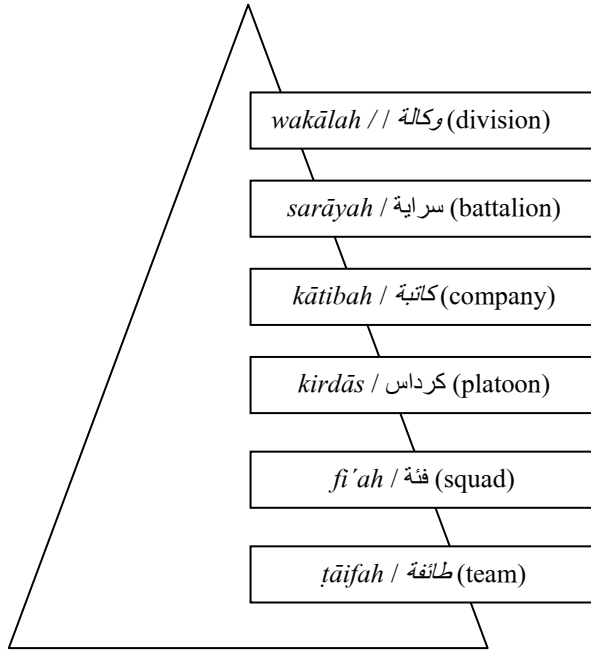 wakālah // وكالة (division)
sarāyah / سراية (battalion)
kātibah / كاتبة (company)
kirdās / كرداس (platoon)
fi´ah / فئة (squad)
ṭāifah / طائفة (team)